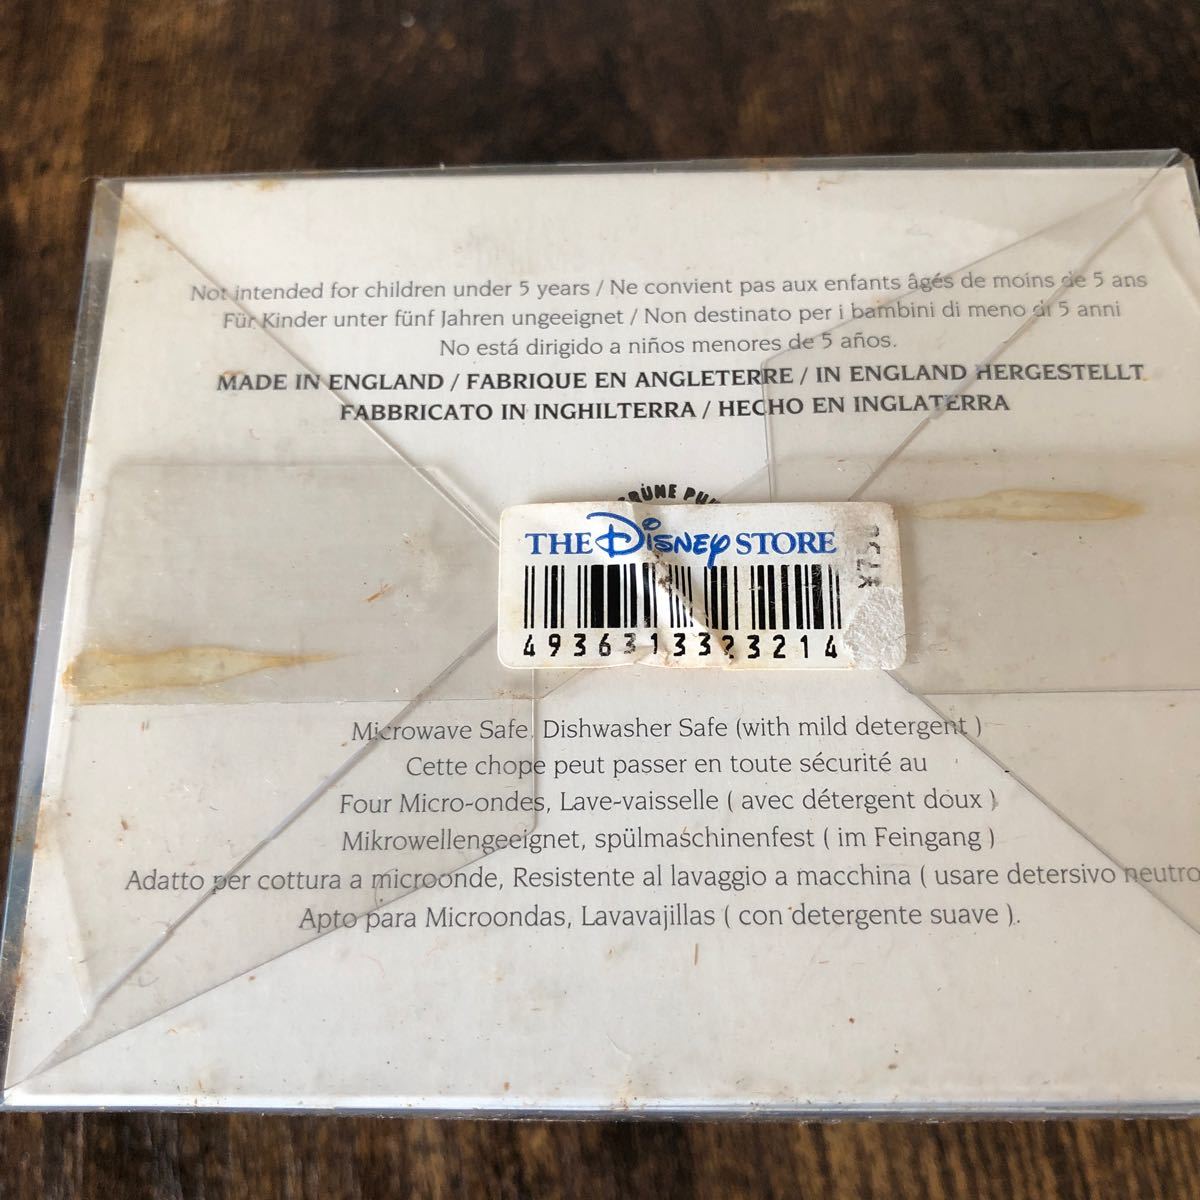 Not intended for children under 5 years / Ne convient pas aux enfants âgés de moins de 5 ans
Für Kinder unter fünf Jahren ungeeignet / Non destinato per i bambini di meno di 5 anni
No está dirigido a niños menores de 5 años.
MADE IN ENGLAND / FABRIQUE EN ANGLETERRE / IN ENGLAND HERGESTELLT
FABBRICATO IN INGHILTERRA / HECHO EN INGLATERRA
THE DISNEY STORE
4936313323214
Microwave Safe, Dishwasher Safe (with mild detergent )
Cette chope peut passer en toute sécurité au
Four Micro-ondes, Lave-vaisselle ( avec détergent doux )
Mikrowellengeeignet, spülmaschinenfest ( im Feingang )
Adatto per cottura a microonde, Resistente al lavaggio a macchina ( usare detersivo neutro
Apto para Microondas, Lavavajillas ( con detergente suave ).